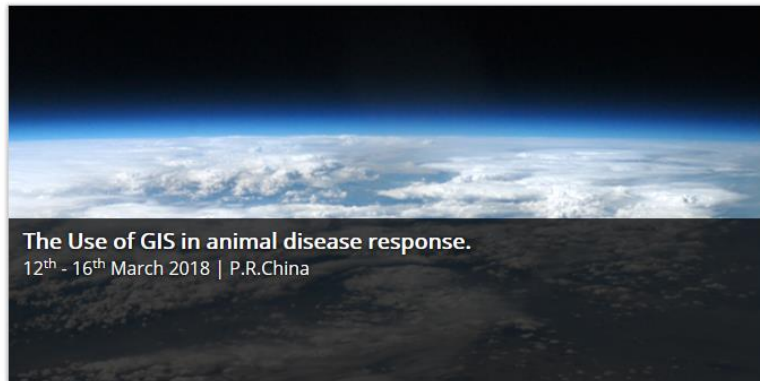 The Use of GIS in animal disease response.
12th - 16th March 2018 | P.R.China